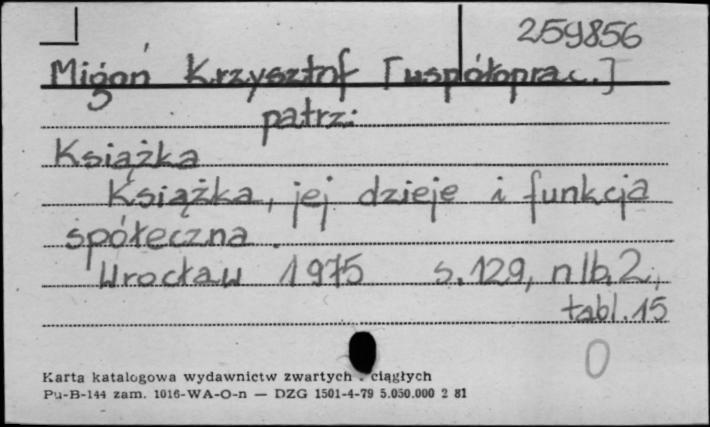 259856
Migoń Krzysztof [współoprac.]
patrz:
Książka
Książka, jej dzieje i funkcja
społeczna.
Wrocław 1975 s. 129, nlb. 2,
tabl. 15
0
Karta katalogowa wydawnictw zwartych . ciągłych
Pu-B-144 zam. 1016-WA-O-n — DZG 1501-4-79 5.050.000 2 81